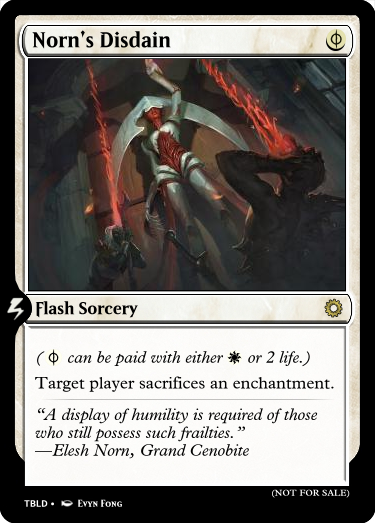 Norn's Disdain
Flash Sorcery
( can be paid with either or 2 life.)
Target player sacrifices an enchantment.
“A display of humility is required of those
who still possess such frailties.”
—Elesh Norn, Grand Cenobite
(NOT FOR SALE)
TBLD • Evyn Fong